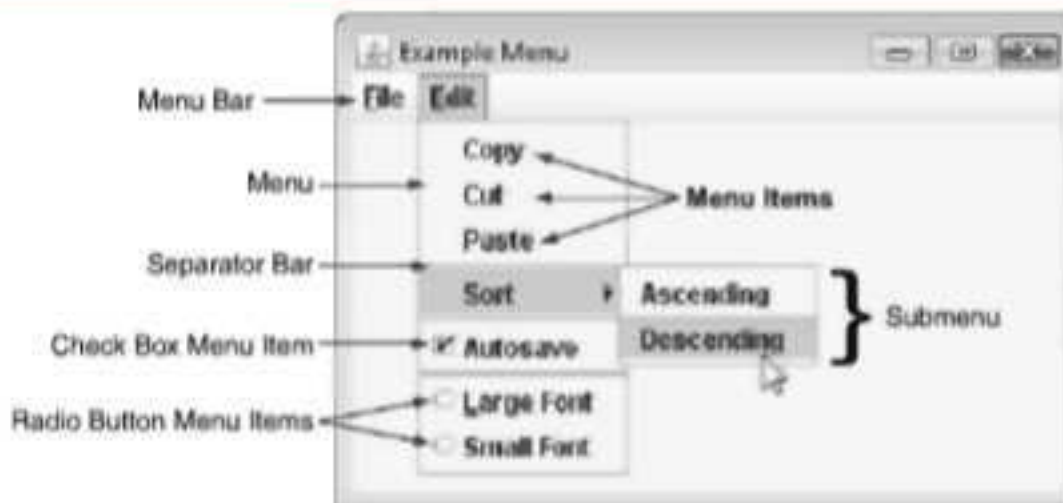 Example Menu
Menu Bar
File Edit
Copy
Menu
Cut
Menu Items
Paste
Separator Bar
Sort
Ascending
Submenu
Descending
Check Box Menu Item
Autosave
Large Font
Radio Button Menu Items
Small Font